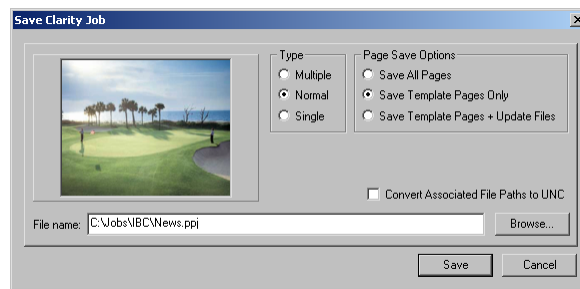 Save Clarity Job
Type
Multiple
Normal
Single
Page Save Options
Save All Pages
Save Template Pages Only
Save Template Pages + Update Files
Convert Associated File Paths to UNC
File name: C:\Jobs\IBC\News.ppj Browse...
Save Cancel